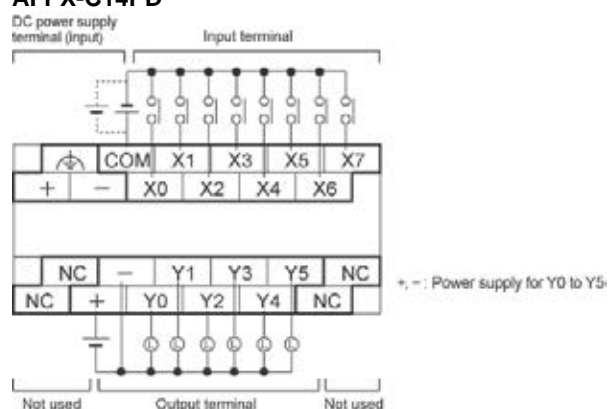 AFPX-C14PD
DC power supply
terminal (input)
Input terminal
COM X1 X3 X5 X7
+ − X0 X2 X4 X6
NC − Y1 Y3 Y5 NC
NC + Y0 Y2 Y4 NC
+, − : Power supply for Y0 to Y5
L L L L L L
Not used
Output terminal
Not used